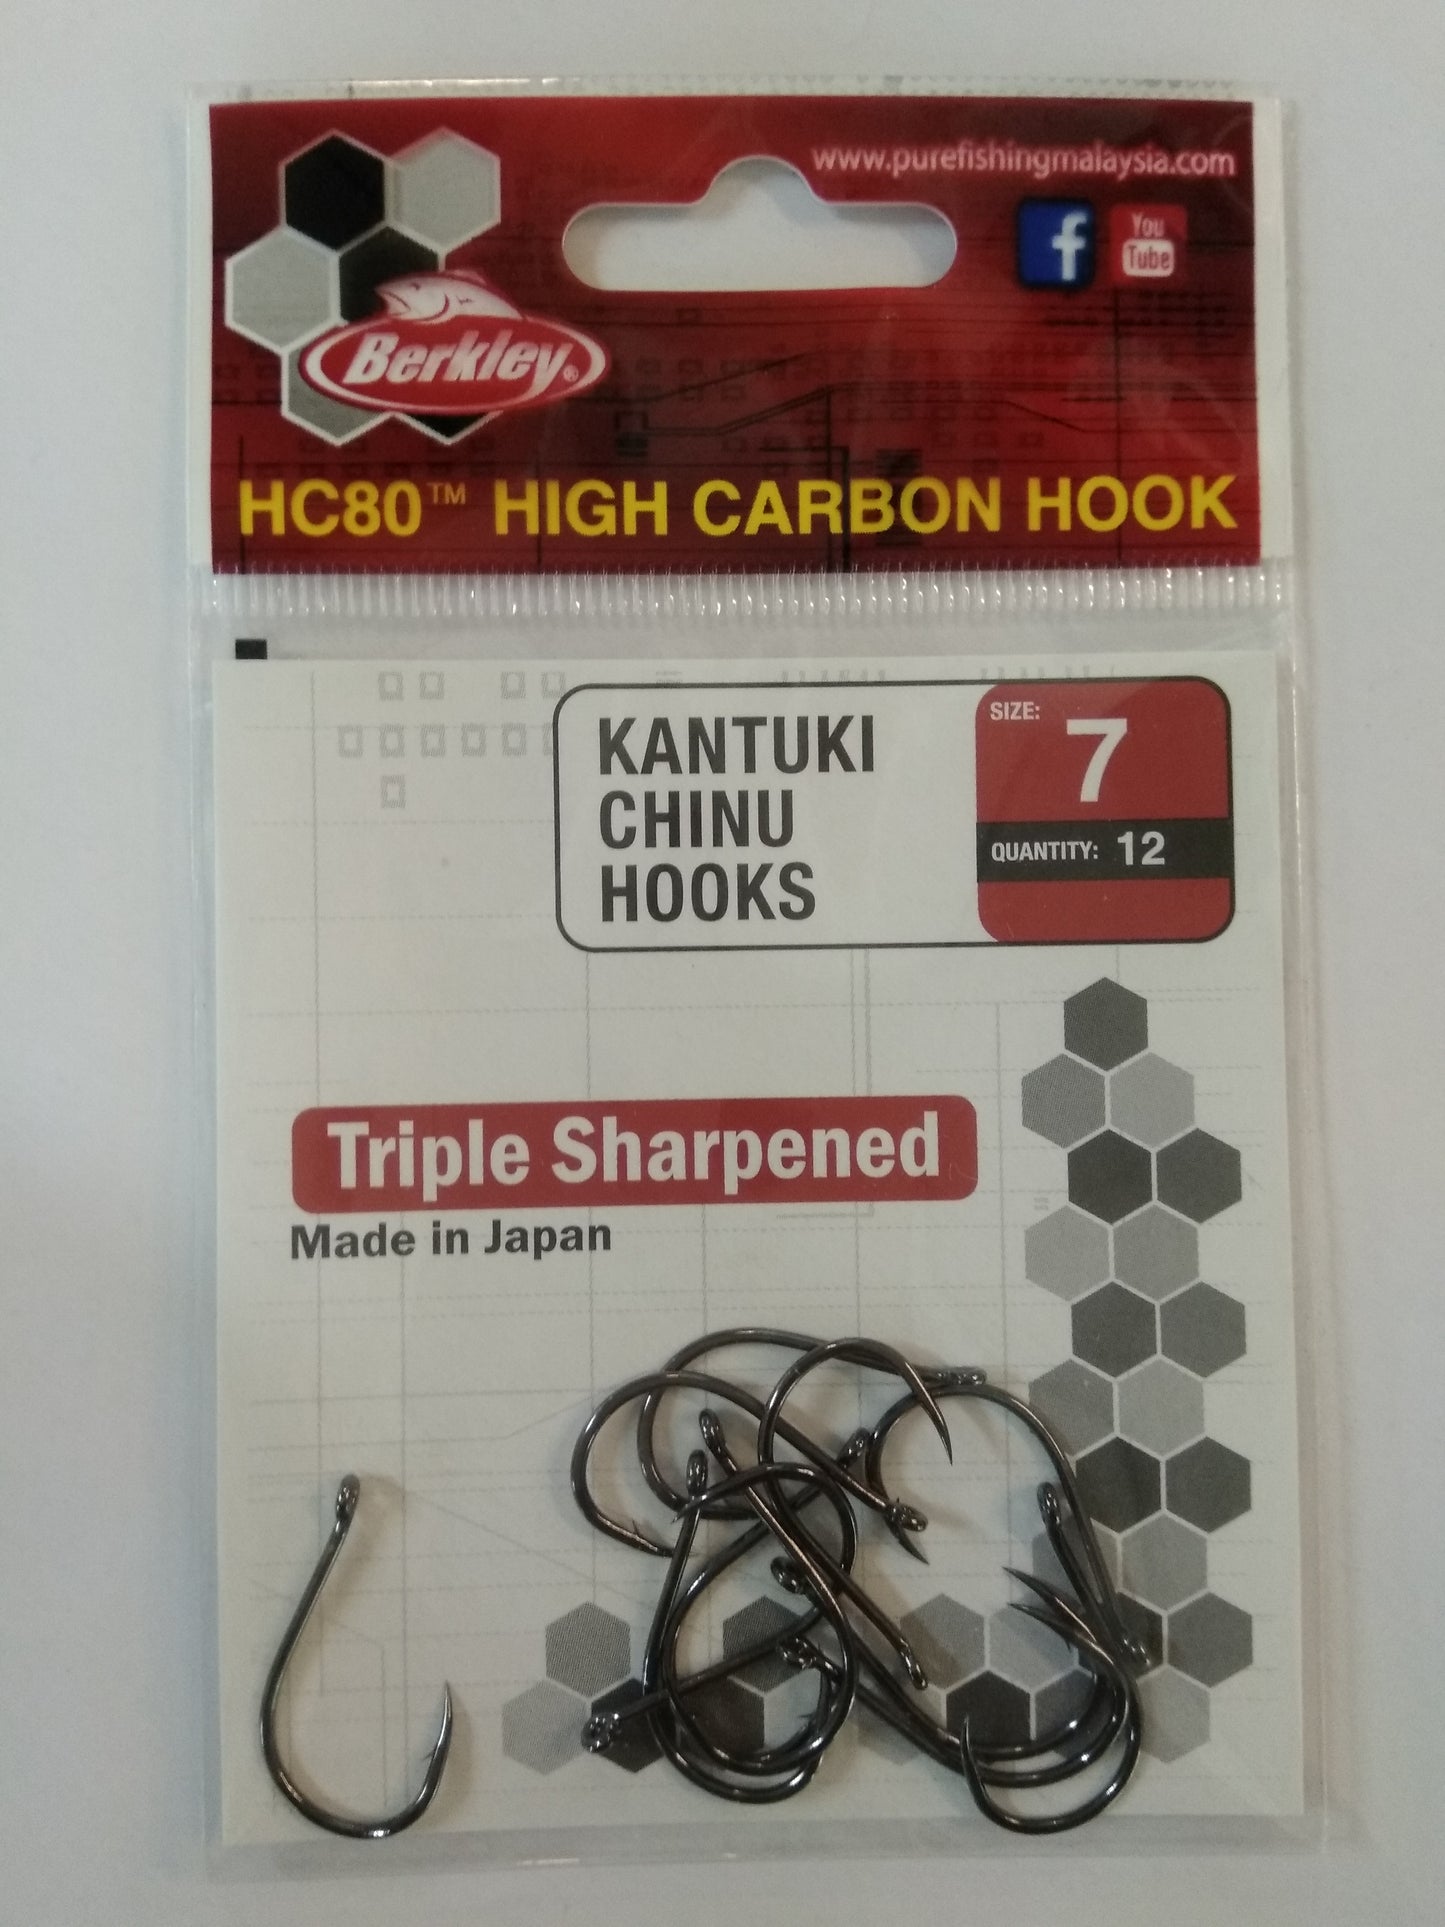 www.purefishingmalaysia.com
f
You
Tube
Berkley®
HC80™ HIGH CARBON HOOK
KANTUKI
CHINU
HOOKS
SIZE: 7
QUANTITY: 12
Triple Sharpened
Made in Japan